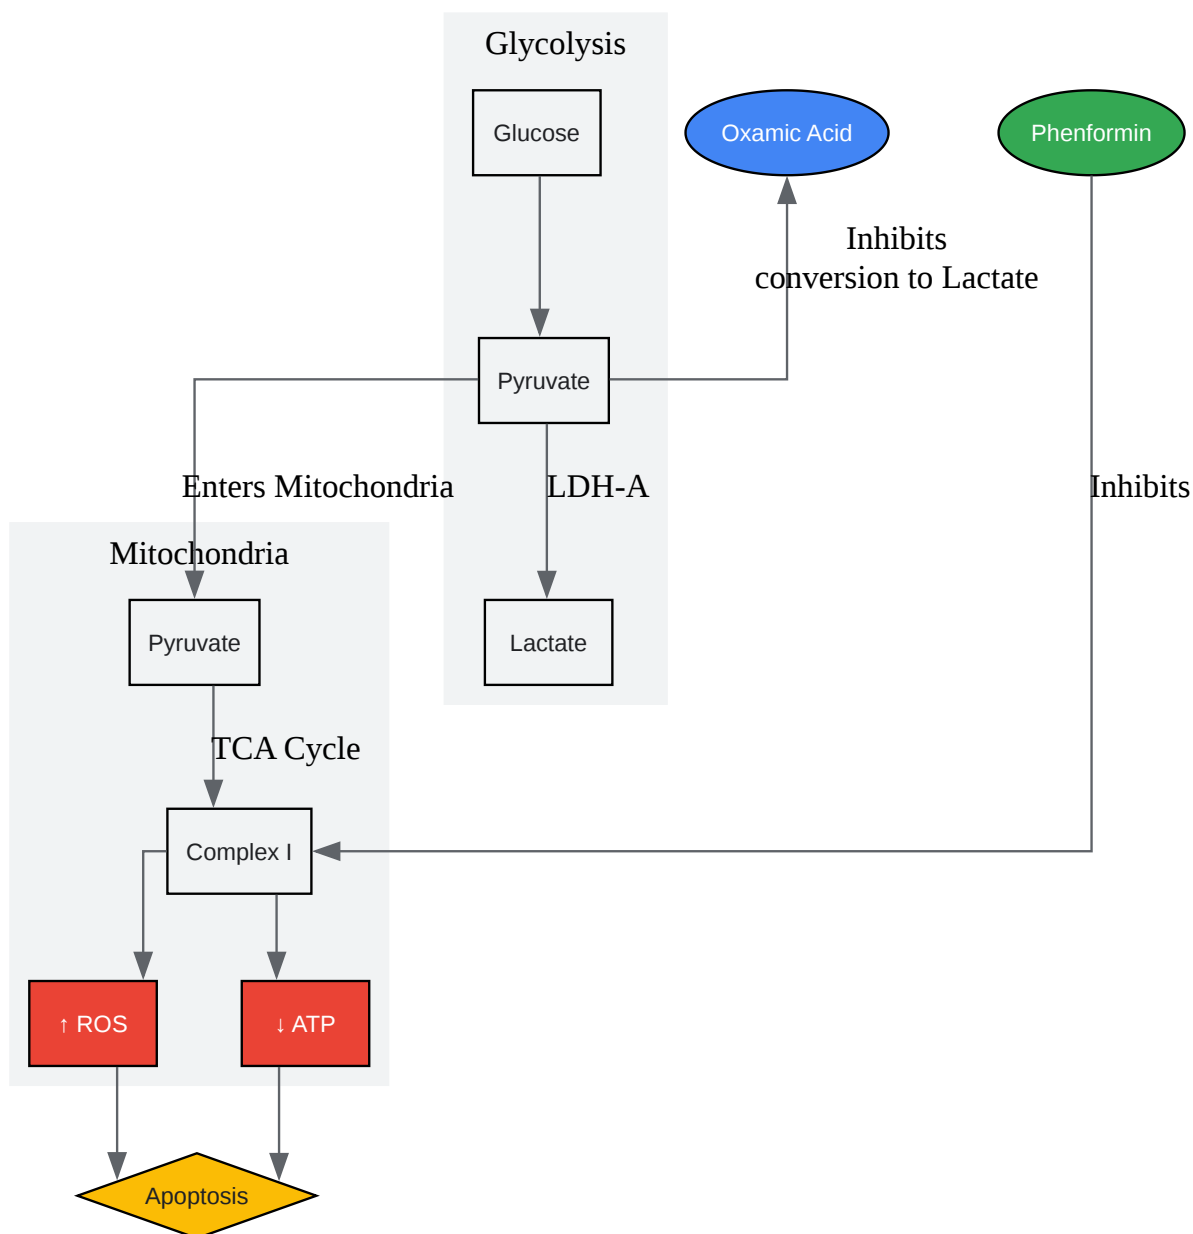 Glycolysis
Glucose
Oxamic Acid
Phenformin
Inhibits
conversion to Lactate
Pyruvate
Enters Mitochondria
LDH-A
Inhibits
Mitochondria
Pyruvate
Lactate
TCA Cycle
Complex I
↑ ROS
↓ ATP
Apoptosis